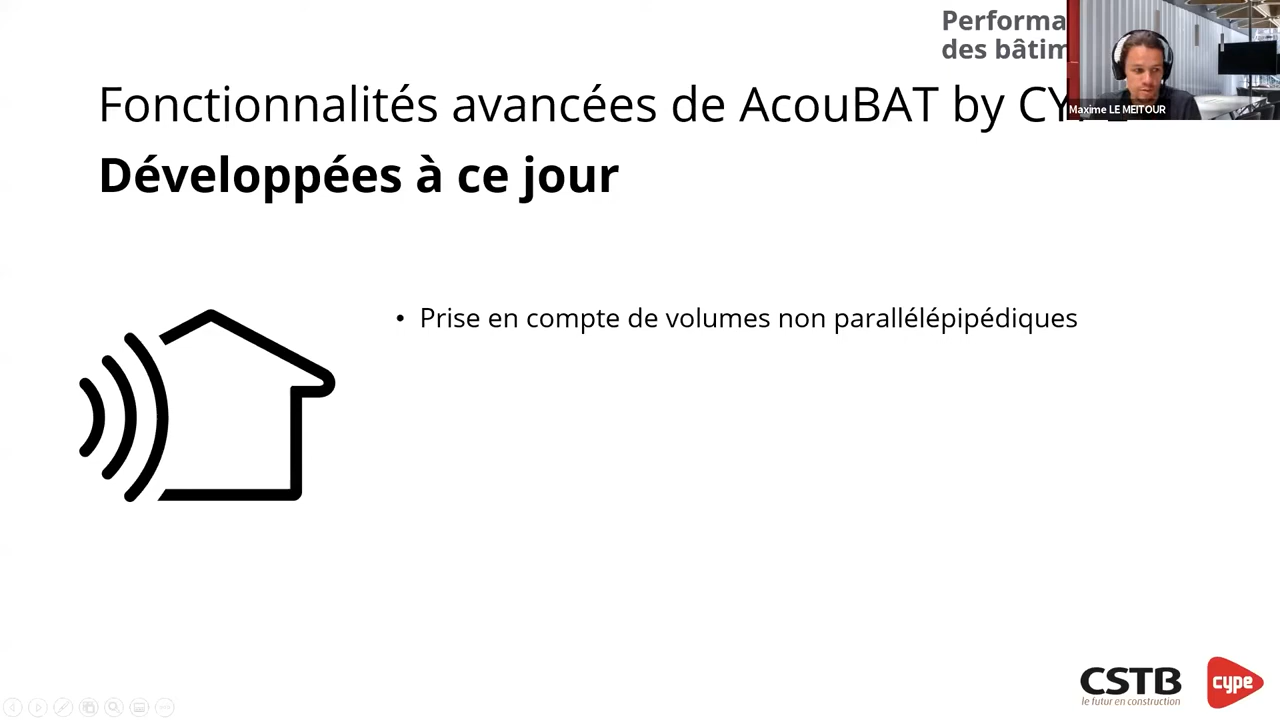 Performa
des bâtim
Maxime LE MEITOUR
Fonctionnalités avancées de AcouBAT by
Développées à ce jour
• Prise en compte de volumes non parallélépipédiques
CSTB
le futur en construction
cype